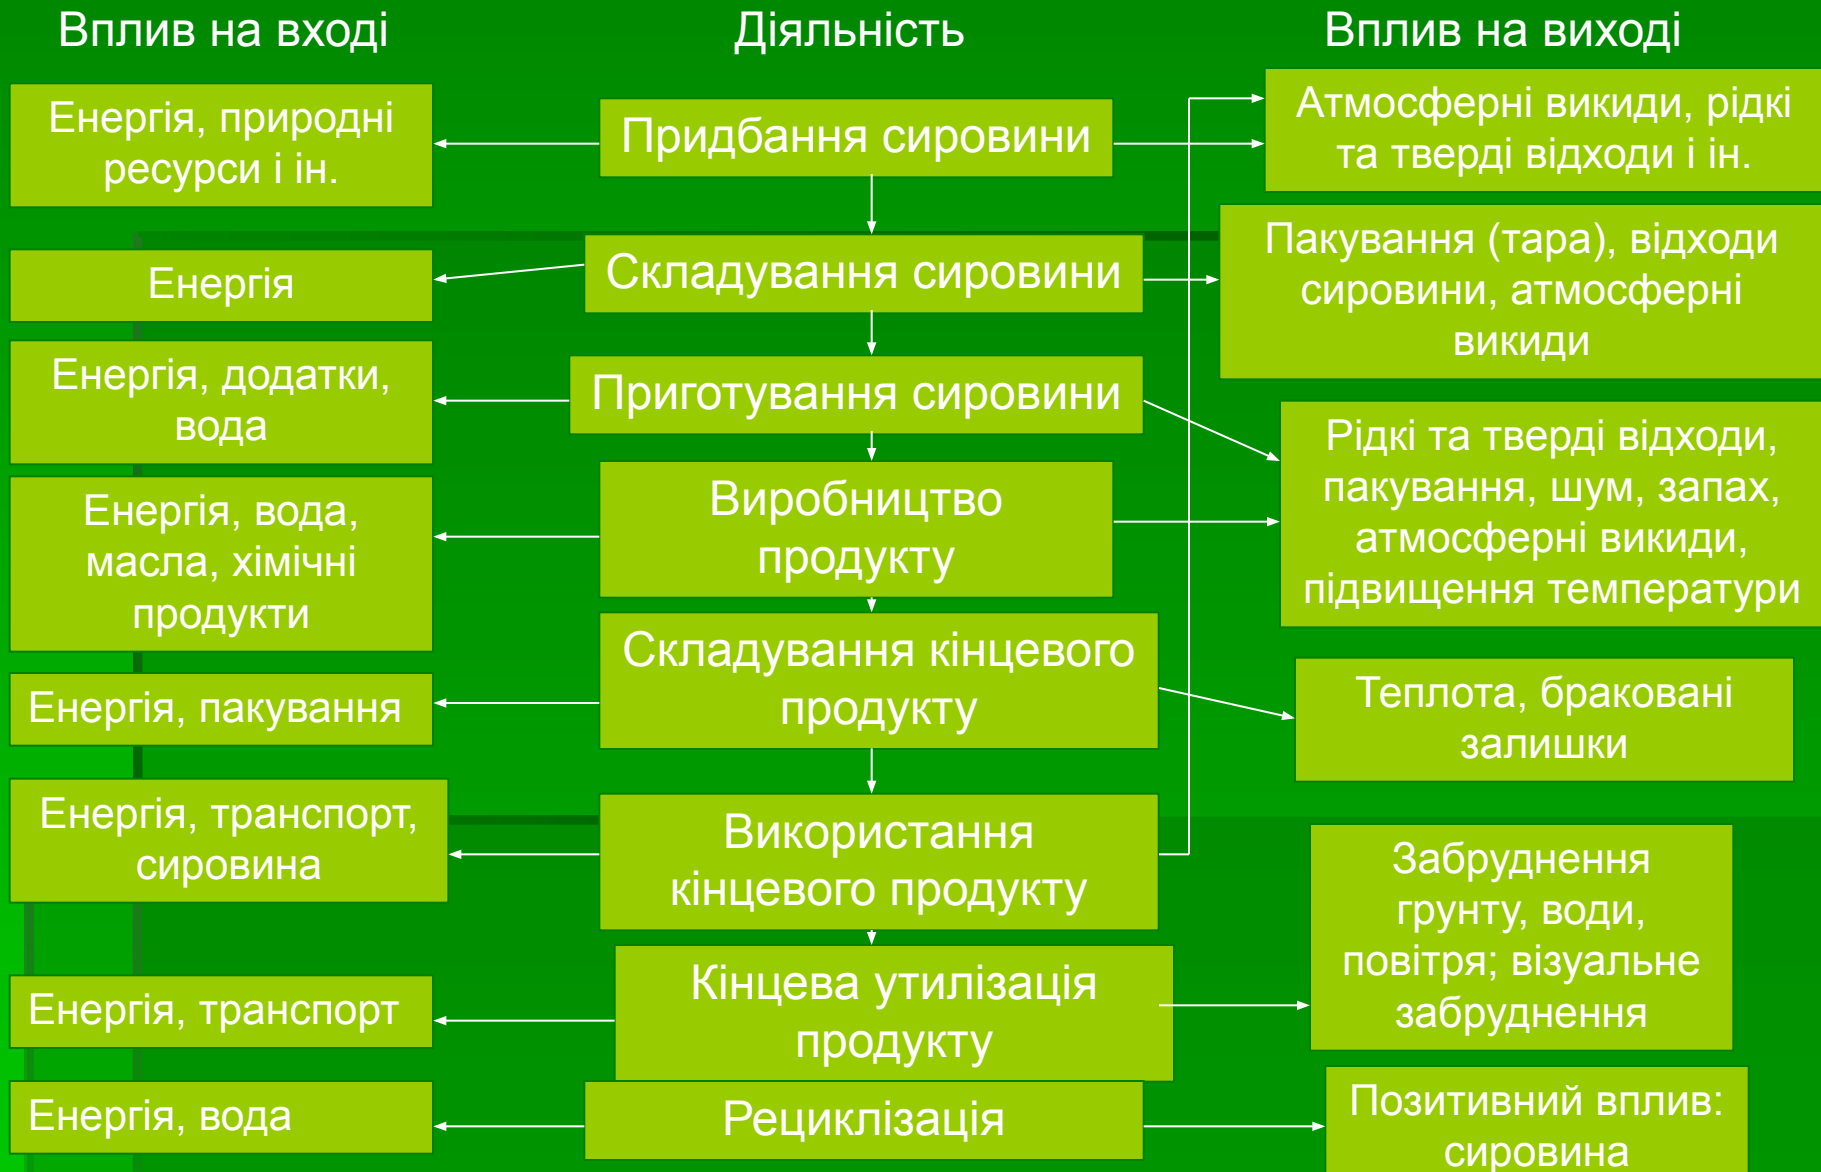 Вплив на вході
Діяльність
Вплив на виході
Енергія, природні
ресурси і ін.
Придбання сировини
Атмосферні викиди, рідкі
та тверді відходи і ін.
Енергія
Складування сировини
Пакування (тара), відходи
сировини, атмосферні
викиди
Енергія, додатки,
вода
Приготування сировини
Рідкі та тверді відходи,
пакування, шум, запах,
атмосферні викиди,
підвищення температури
Енергія, вода,
масла, хімічні
продукти
Виробництво
продукту
Енергія, пакування
Складування кінцевого
продукту
Теплота, браковані
залишки
Енергія, транспорт,
сировина
Використання
кінцевого продукту
Забруднення
грунту, води,
повітря; візуальне
забруднення
Енергія, транспорт
Кінцева утилізація
продукту
Енергія, вода
Рециклізація
Позитивний вплив:
сировина